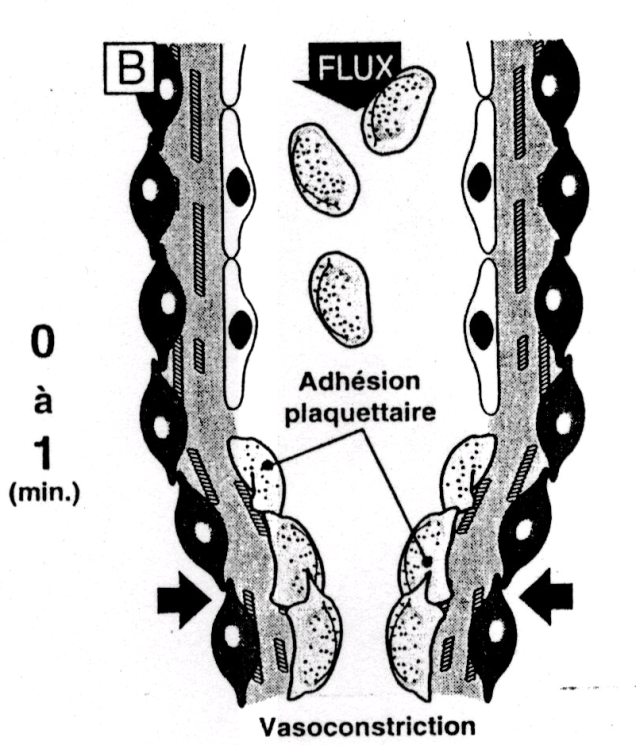 B
FLUX
0
à
1
(min.)
Adhésion
plaquettaire
Vasoconstriction